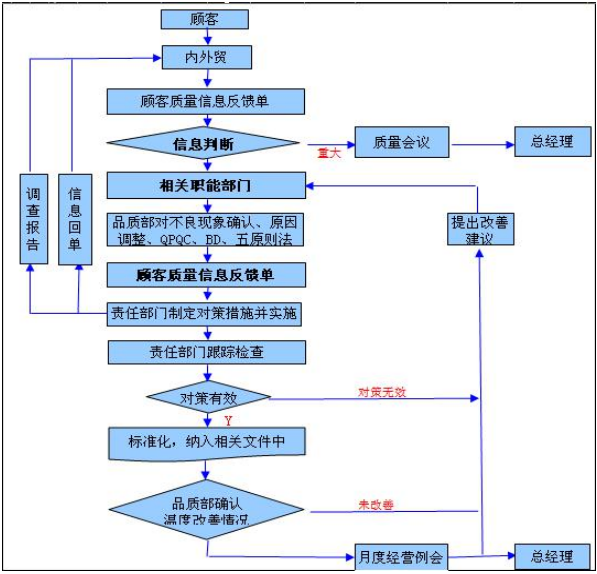 顾客
内外贸
顾客质量信息反馈单
信息判断
重大
质量会议
总经理
相关职能部门
调查报告
信息回单
品质部对不良现象确认、原因
调整、QPQC、BD、五原则法
提出改善
建议
顾客质量信息反馈单
责任部门制定对策措施并实施
责任部门跟踪检查
对策有效
对策无效
Y
标准化，纳入相关文件中
品质部确认
温度改善情况
未改善
月度经营例会
总经理